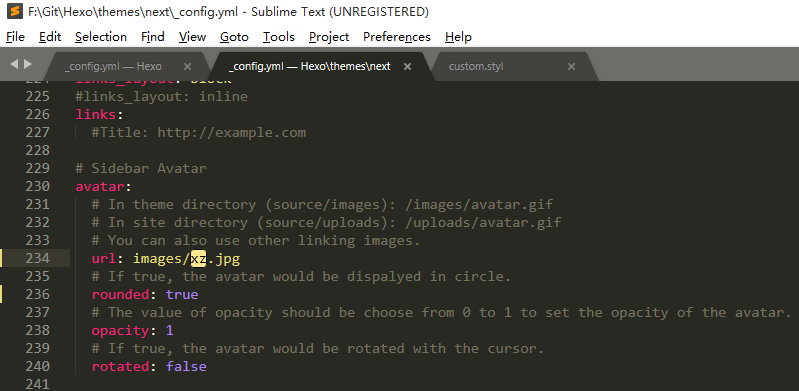 F:\Git\Hexo\themes\next\_config.yml - Sublime Text (UNREGISTERED)
File Edit Selection Find View Goto Tools Project Preferences Help
_config.yml — Hexo × _config.yml — Hexo\themes\next × custom.styl ×
224 links_layout: block
225 #links_layout: inline
226 links:
227 #Title: http://example.com
228
229 # Sidebar Avatar
230 avatar:
231 # In theme directory (source/images): /images/avatar.gif
232 # In site directory (source/uploads): /uploads/avatar.gif
233 # You can also use other linking images.
234 url: images/xz.jpg
235 # If true, the avatar would be dispalyed in circle.
236 rounded: true
237 # The value of opacity should be choose from 0 to 1 to set the opacity of the avatar.
238 opacity: 1
239 # If true, the avatar would be rotated with the cursor.
240 rotated: false
241